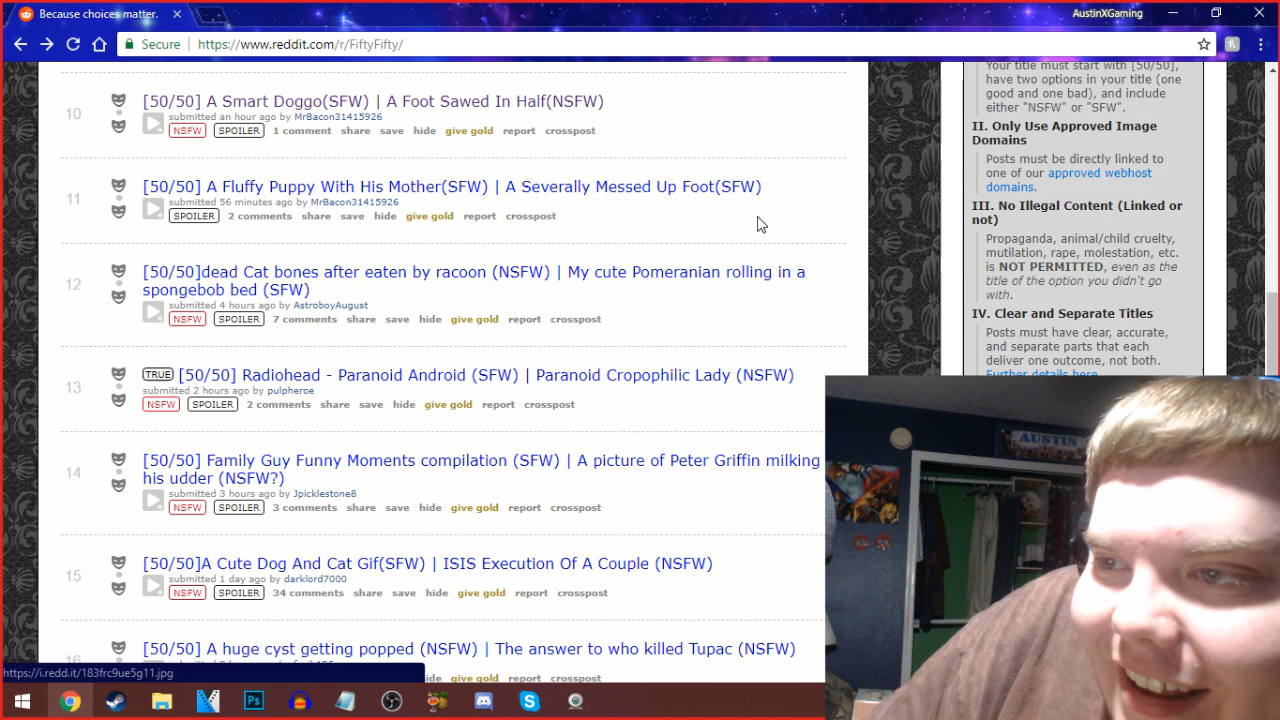 Because choices matter.
AustinXGaming
Secure
https://www.reddit.com/r/FiftyFifty/
10
[50/50] A Smart Doggo(SFW) | A Foot Sawed In Half(NSFW)
submitted an hour ago by MrBacon31415926
NSFW SPOILER 1 comment share save hide give gold report crosspost
11
[50/50] A Fluffy Puppy With His Mother(SFW) | A Severally Messed Up Foot(SFW)
submitted 56 minutes ago by MrBacon31415926
SPOILER 2 comments share save hide give gold report crosspost
12
[50/50]dead Cat bones after eaten by racoon (NSFW) | My cute Pomeranian rolling in a
spongebob bed (SFW)
submitted 4 hours ago by AstroboyAugust
NSFW SPOILER 7 comments share save hide give gold report crosspost
13
TRUE [50/50] Radiohead - Paranoid Android (SFW) | Paranoid Cropophilic Lady (NSFW)
submitted 2 hours ago by pulpheroe
NSFW SPOILER 2 comments share save hide give gold report crosspost
14
[50/50] Family Guy Funny Moments compilation (SFW) | A picture of Peter Griffin milking
his udder (NSFW?)
submitted 3 hours ago by Jpicklestone8
NSFW SPOILER 3 comments share save hide give gold report crosspost
15
[50/50]A Cute Dog And Cat Gif(SFW) | ISIS Execution Of A Couple (NSFW)
submitted 1 day ago by darklord7000
NSFW SPOILER 34 comments share save hide give gold report crosspost
[50/50] A huge cyst getting popped (NSFW) | The answer to who killed Tupac (NSFW)
hide give gold report crosspost
https://i.redd.it/183frc9ue5g11.jpg
Your title must start with [50/50],
have two options in your title (one
good and one bad), and include
either "NSFW" or "SFW".
II. Only Use Approved Image
Domains
Posts must be directly linked to
one of our approved webhost
domains.
III. No Illegal Content (Linked or
not)
Propaganda, animal/child cruelty,
mutilation, rape, molestation, etc.
is NOT PERMITTED, even as the
title of the option you didn't go
with.
IV. Clear and Separate Titles
Posts must have clear, accurate,
and separate parts that each
deliver one outcome, not both.
Further details here
AUSTIN
Ps